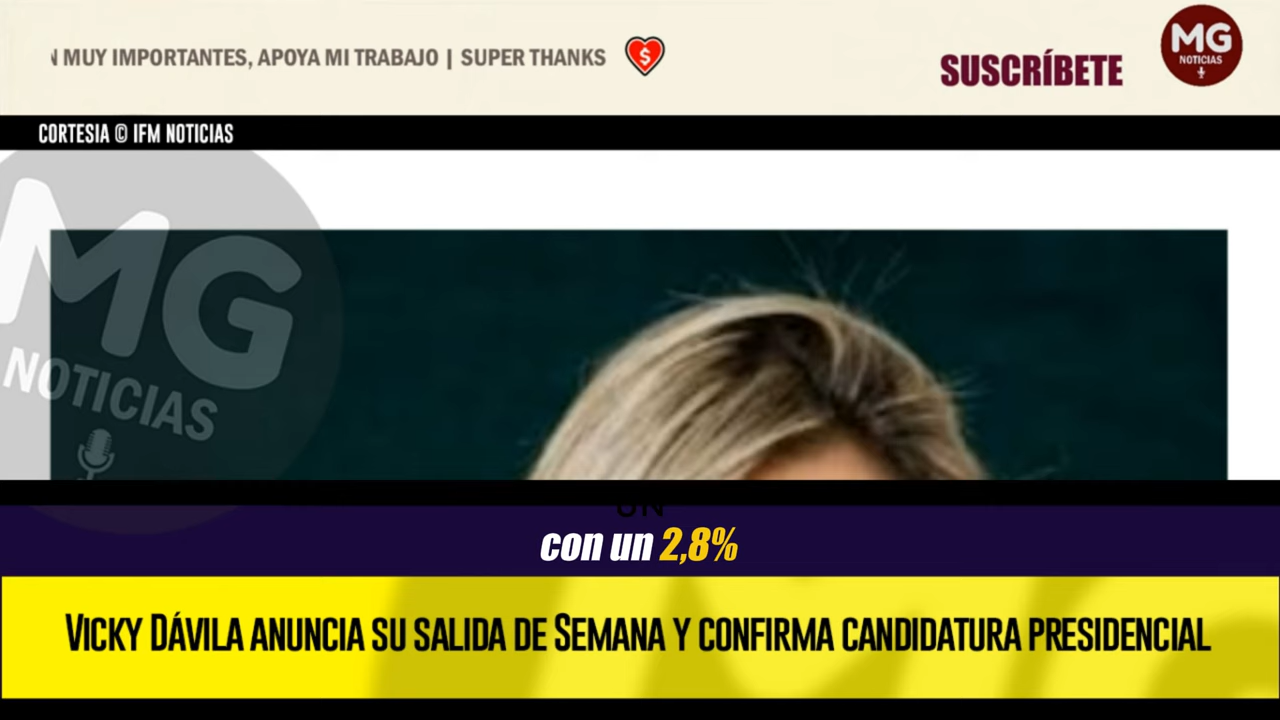 N MUY IMPORTANTES, APOYA MI TRABAJO | SUPER THANKS
SUSCRÍBETE
MG
NOTICIAS
CORTESIA © IFM NOTICIAS
MG
NOTICIAS
UN
con un 2,8%
VICKY DÁVILA ANUNCIA SU SALIDA DE SEMANA Y CONFIRMA CANDIDATURA PRESIDENCIAL